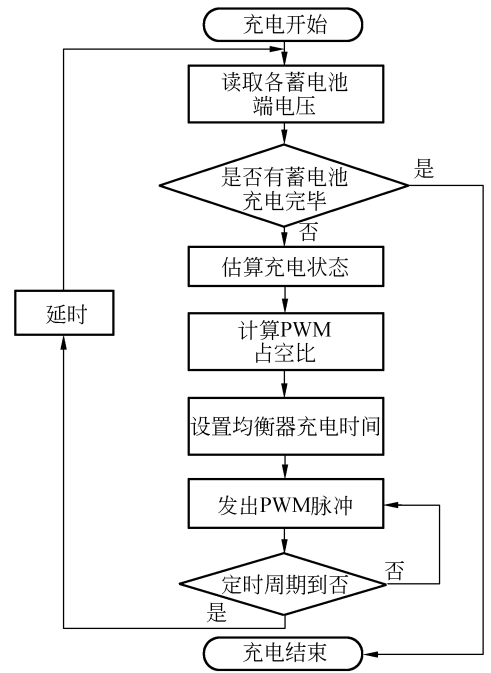 充电开始
读取各蓄电池
端电压
是否有蓄电池
充电完毕
是
否
估算充电状态
延时
计算PWM
占空比
设置均衡器充电时间
发出PWM脉冲
定时周期到否
否
是
充电结束